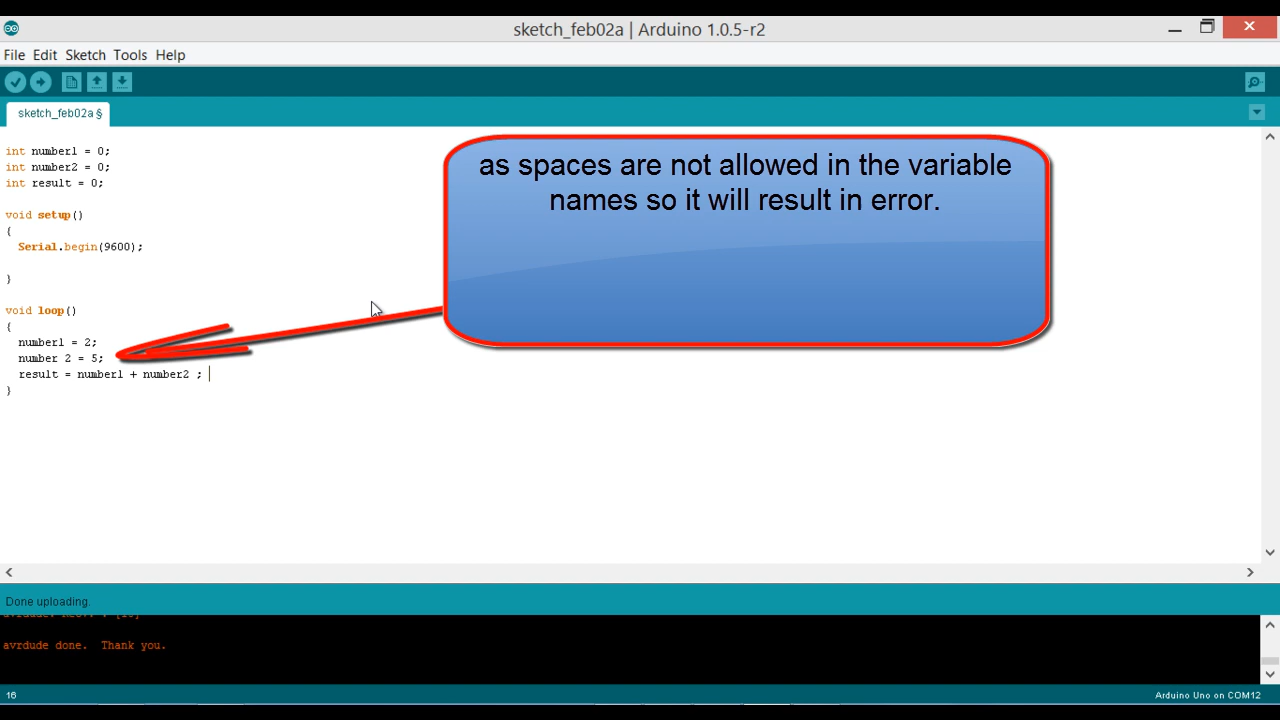 sketch_feb02a | Arduino 1.0.5-r2
File Edit Sketch Tools Help
sketch_feb02a §
int number1 = 0;
int number2 = 0;
int result = 0;
void setup()
{
Serial.begin(9600);
}
void loop()
{
number1 = 2;
number 2 = 5;
result = number1 + number2 ;
}
as spaces are not allowed in the variable
names so it will result in error.
Done uploading.
avrdude done. Thank you.
16
Arduino Uno on COM12